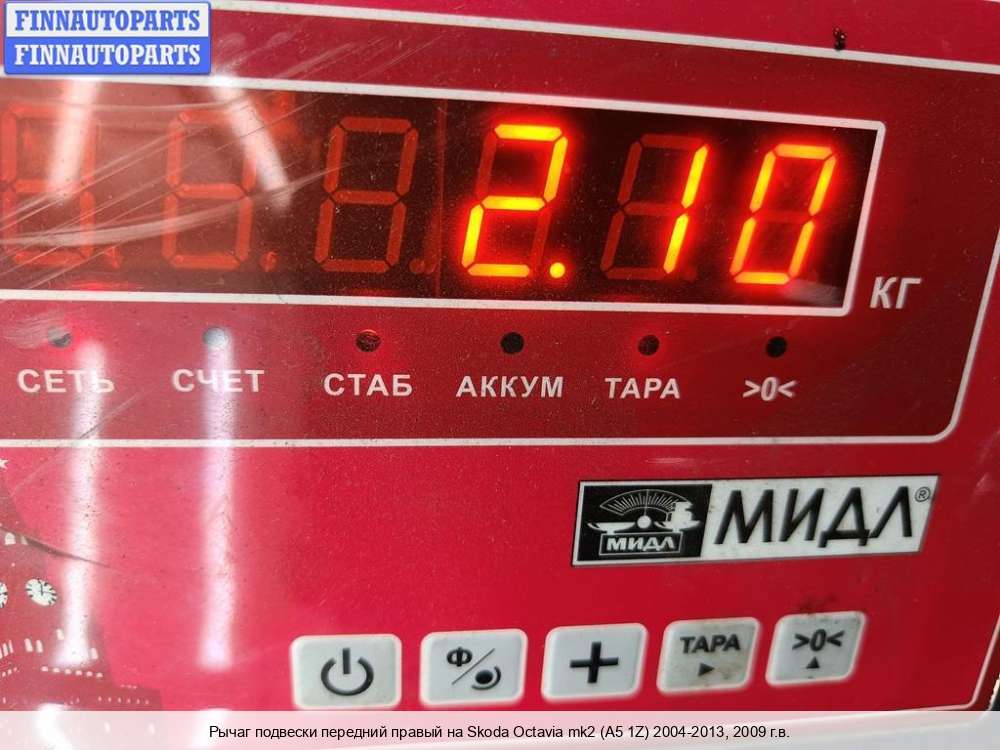 FINNAUTOPARTS
FINNAUTOPARTS
2.10
КГ
СЕТЬ СЧЕТ СТАБ АККУМ ТАРА >0<
МИДЛ МИДЛ®
Ф ТАРА >0<
Рычаг подвески передний правый на Skoda Octavia mk2 (A5 1Z) 2004-2013, 2009 г.в.